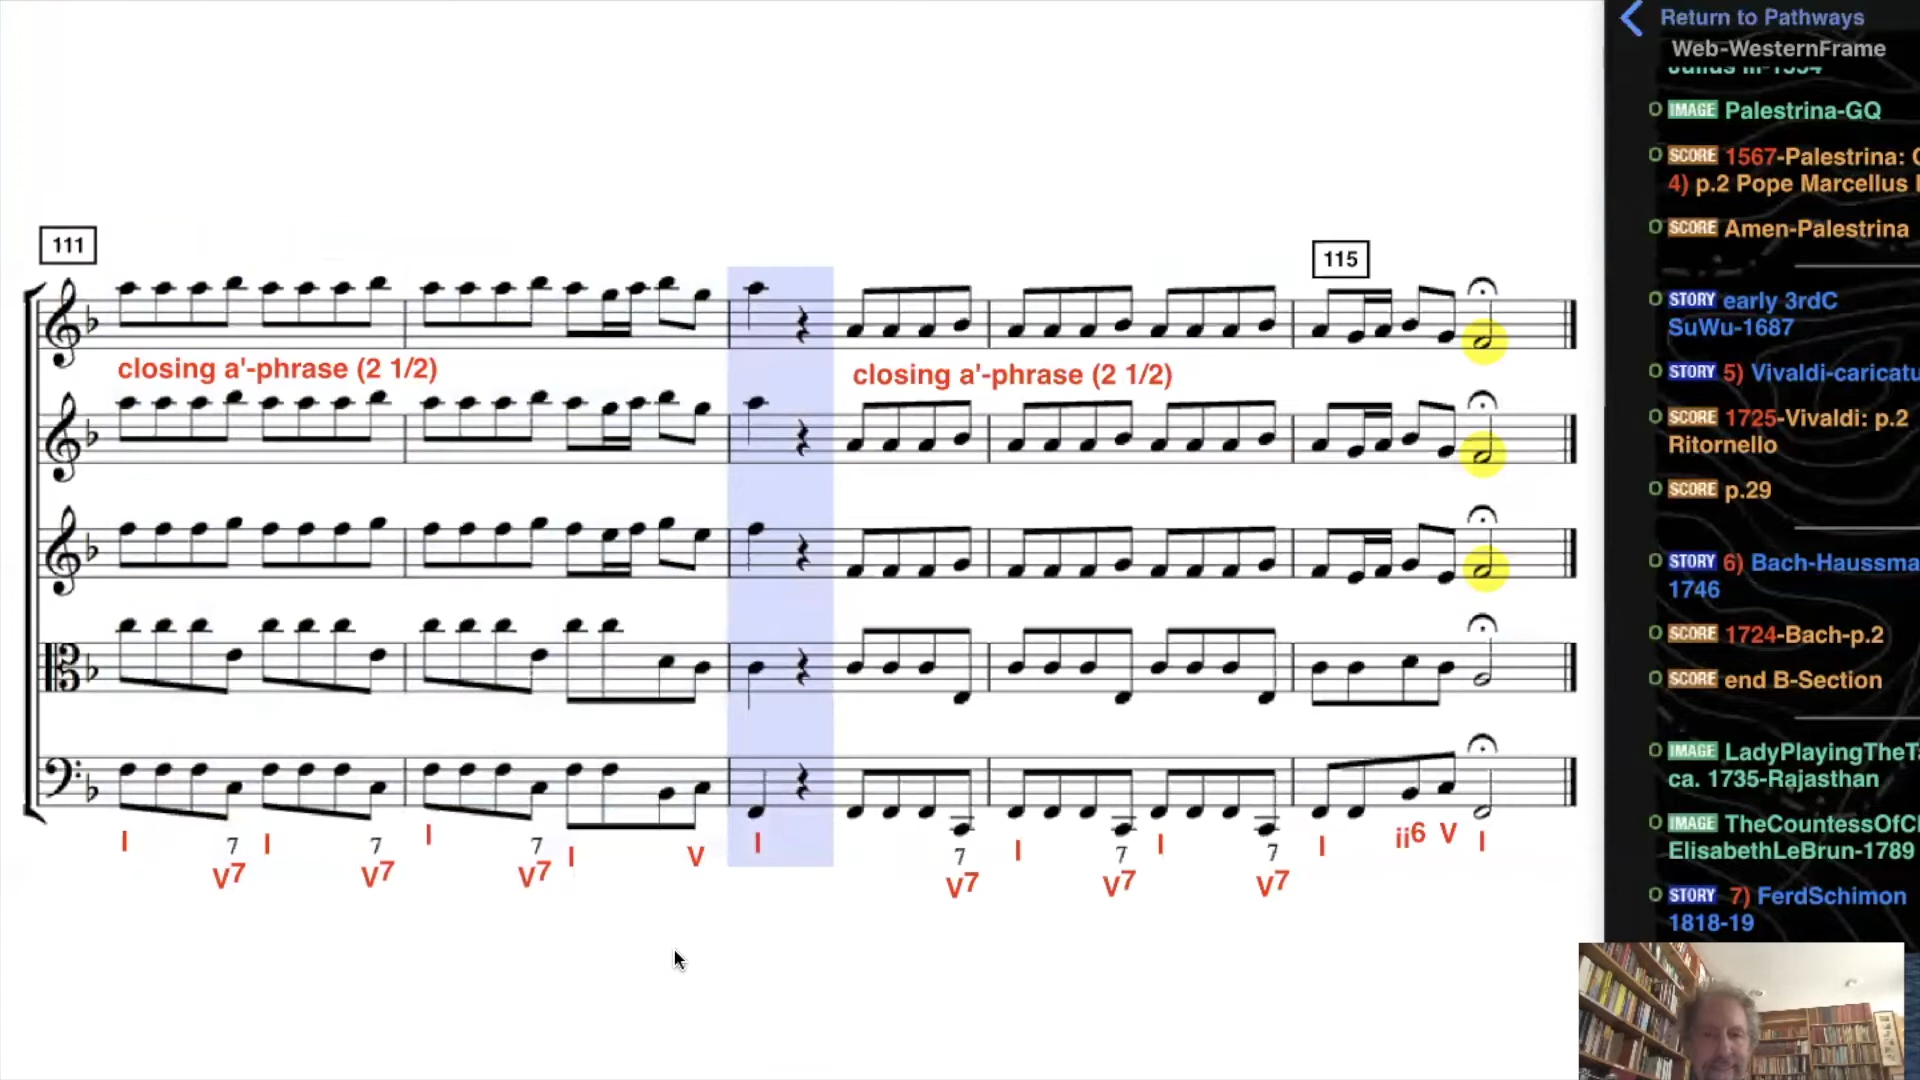 111
115
closing a'-phrase (2 1/2)
closing a'-phrase (2 1/2)
I 7 I 7 I 7 I V I 7 I 7 I 7 I ii6 V I
V7 V7 V7 V7 V7 V7
Return to Pathways
Web-WesternFrame
IMAGE Palestrina-GQ
SCORE 1567-Palestrina:
4) p.2 Pope Marcellus
SCORE Amen-Palestrina
STORY early 3rdC
SuWu-1687
STORY 5) Vivaldi-caricatu
SCORE 1725-Vivaldi: p.2
Ritornello
SCORE p.29
STORY 6) Bach-Haussma
1746
SCORE 1724-Bach-p.2
SCORE end B-Section
IMAGE LadyPlayingTheTa
ca. 1735-Rajasthan
IMAGE TheCountestOfCh
ElisabethLeBrun-1789
STORY 7) FerdSchimon
1818-19